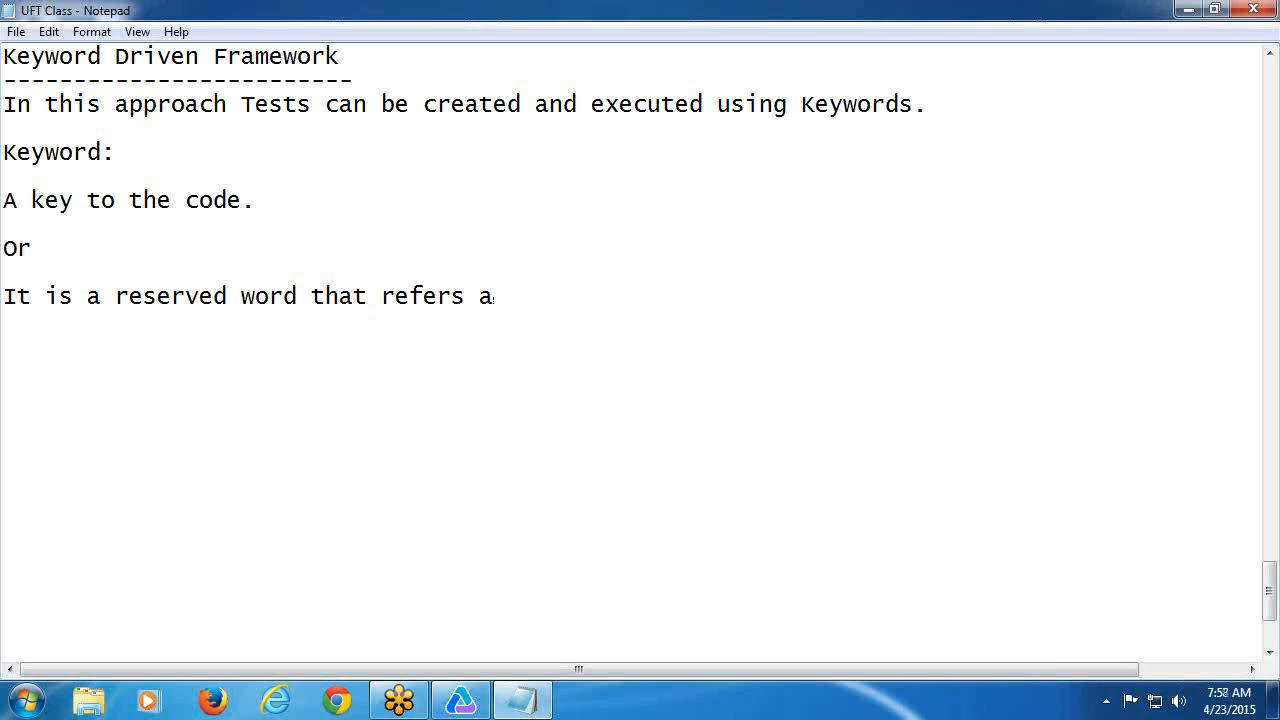 UFT Class - Notepad
File Edit Format View Help
Keyword Driven Framework
-------------------------
In this approach Tests can be created and executed using Keywords.
Keyword:
A key to the code.
Or
It is a reserved word that refers a
7:58 AM
4/23/2015